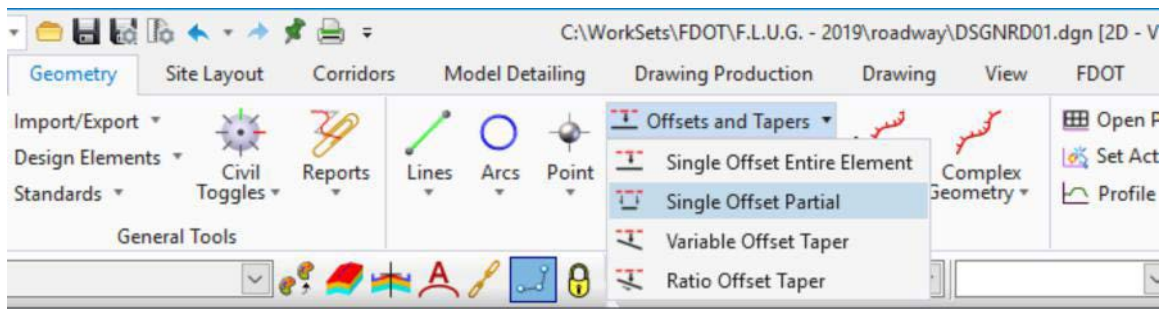 C:\WorkSets\FDOT\F.L.U.G. - 2019\roadway\DSGNRD01.dgn [2D - V
Geometry Site Layout Corridors Model Detailing Drawing Production Drawing View FDOT
Import/Export
Design Elements
Standards
Civil Toggles
Reports
General Tools
Lines
Arcs
Point
Offsets and Tapers
Single Offset Entire Element
Single Offset Partial
Variable Offset Taper
Ratio Offset Taper
Complex
Geometry
Open P
Set Act
Profile